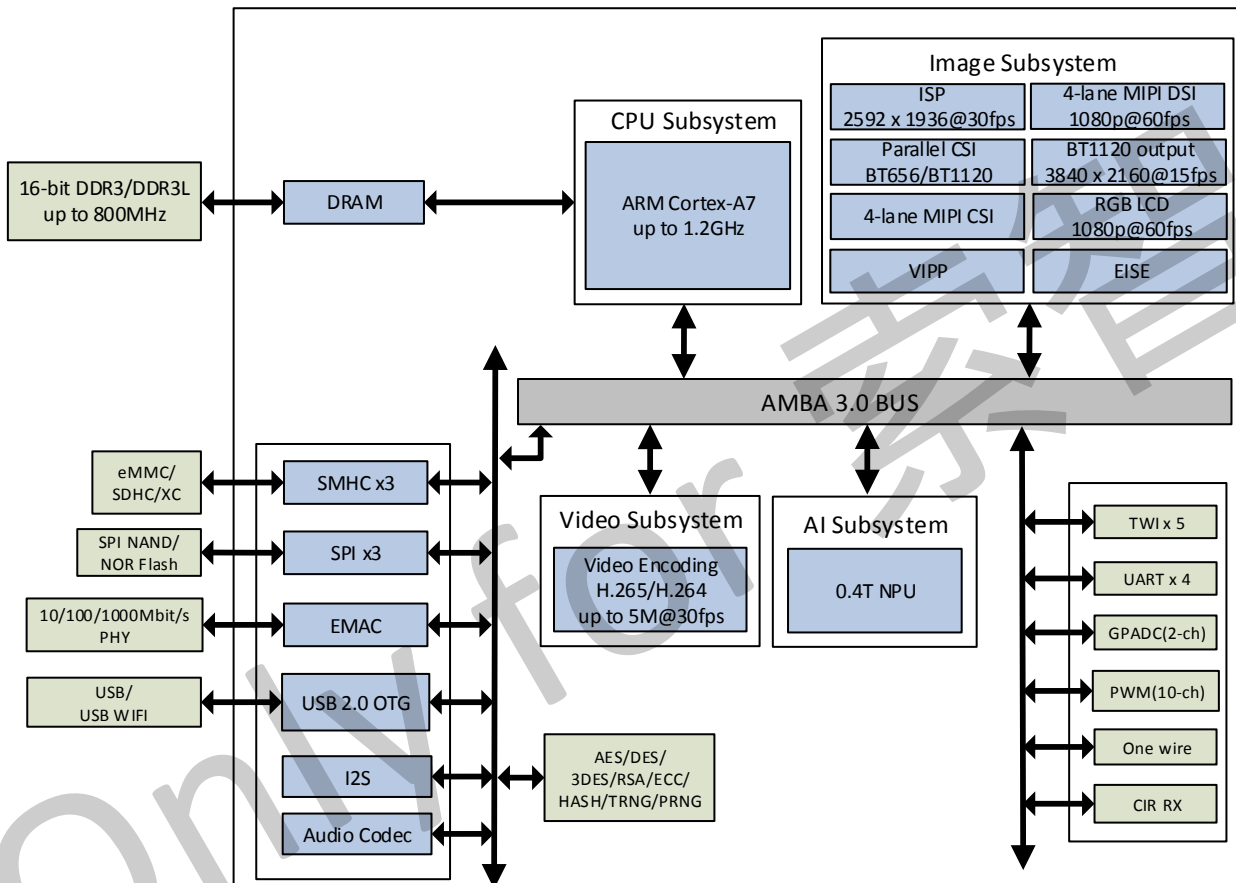 Image Subsystem
ISP
2592 x 1936@30fps
4-lane MIPI DSI
1080p@60fps
Parallel CSI
BT656/BT1120
BT1120 output
3840 x 2160@15fps
4-lane MIPI CSI
RGB LCD
1080p@60fps
VIPP
EISE
CPU Subsystem
ARM Cortex-A7
up to 1.2GHz
16-bit DDR3/DDR3L
up to 800MHz
DRAM
AMBA 3.0 BUS
eMMC/
SDHC/XC
SMHC x3
SPI NAND/
NOR Flash
SPI x3
10/100/1000Mbit/s
PHY
EMAC
USB/
USB WIFI
USB 2.0 OTG
I2S
Audio Codec
AES/DES/
3DES/RSA/ECC/
HASH/TRNG/PRNG
Video Subsystem
Video Encoding
H.265/H.264
up to 5M@30fps
AI Subsystem
0.4T NPU
TWI x 5
UART x 4
GPADC(2-ch)
PWM(10-ch)
One wire
CIR RX
Only for 索智